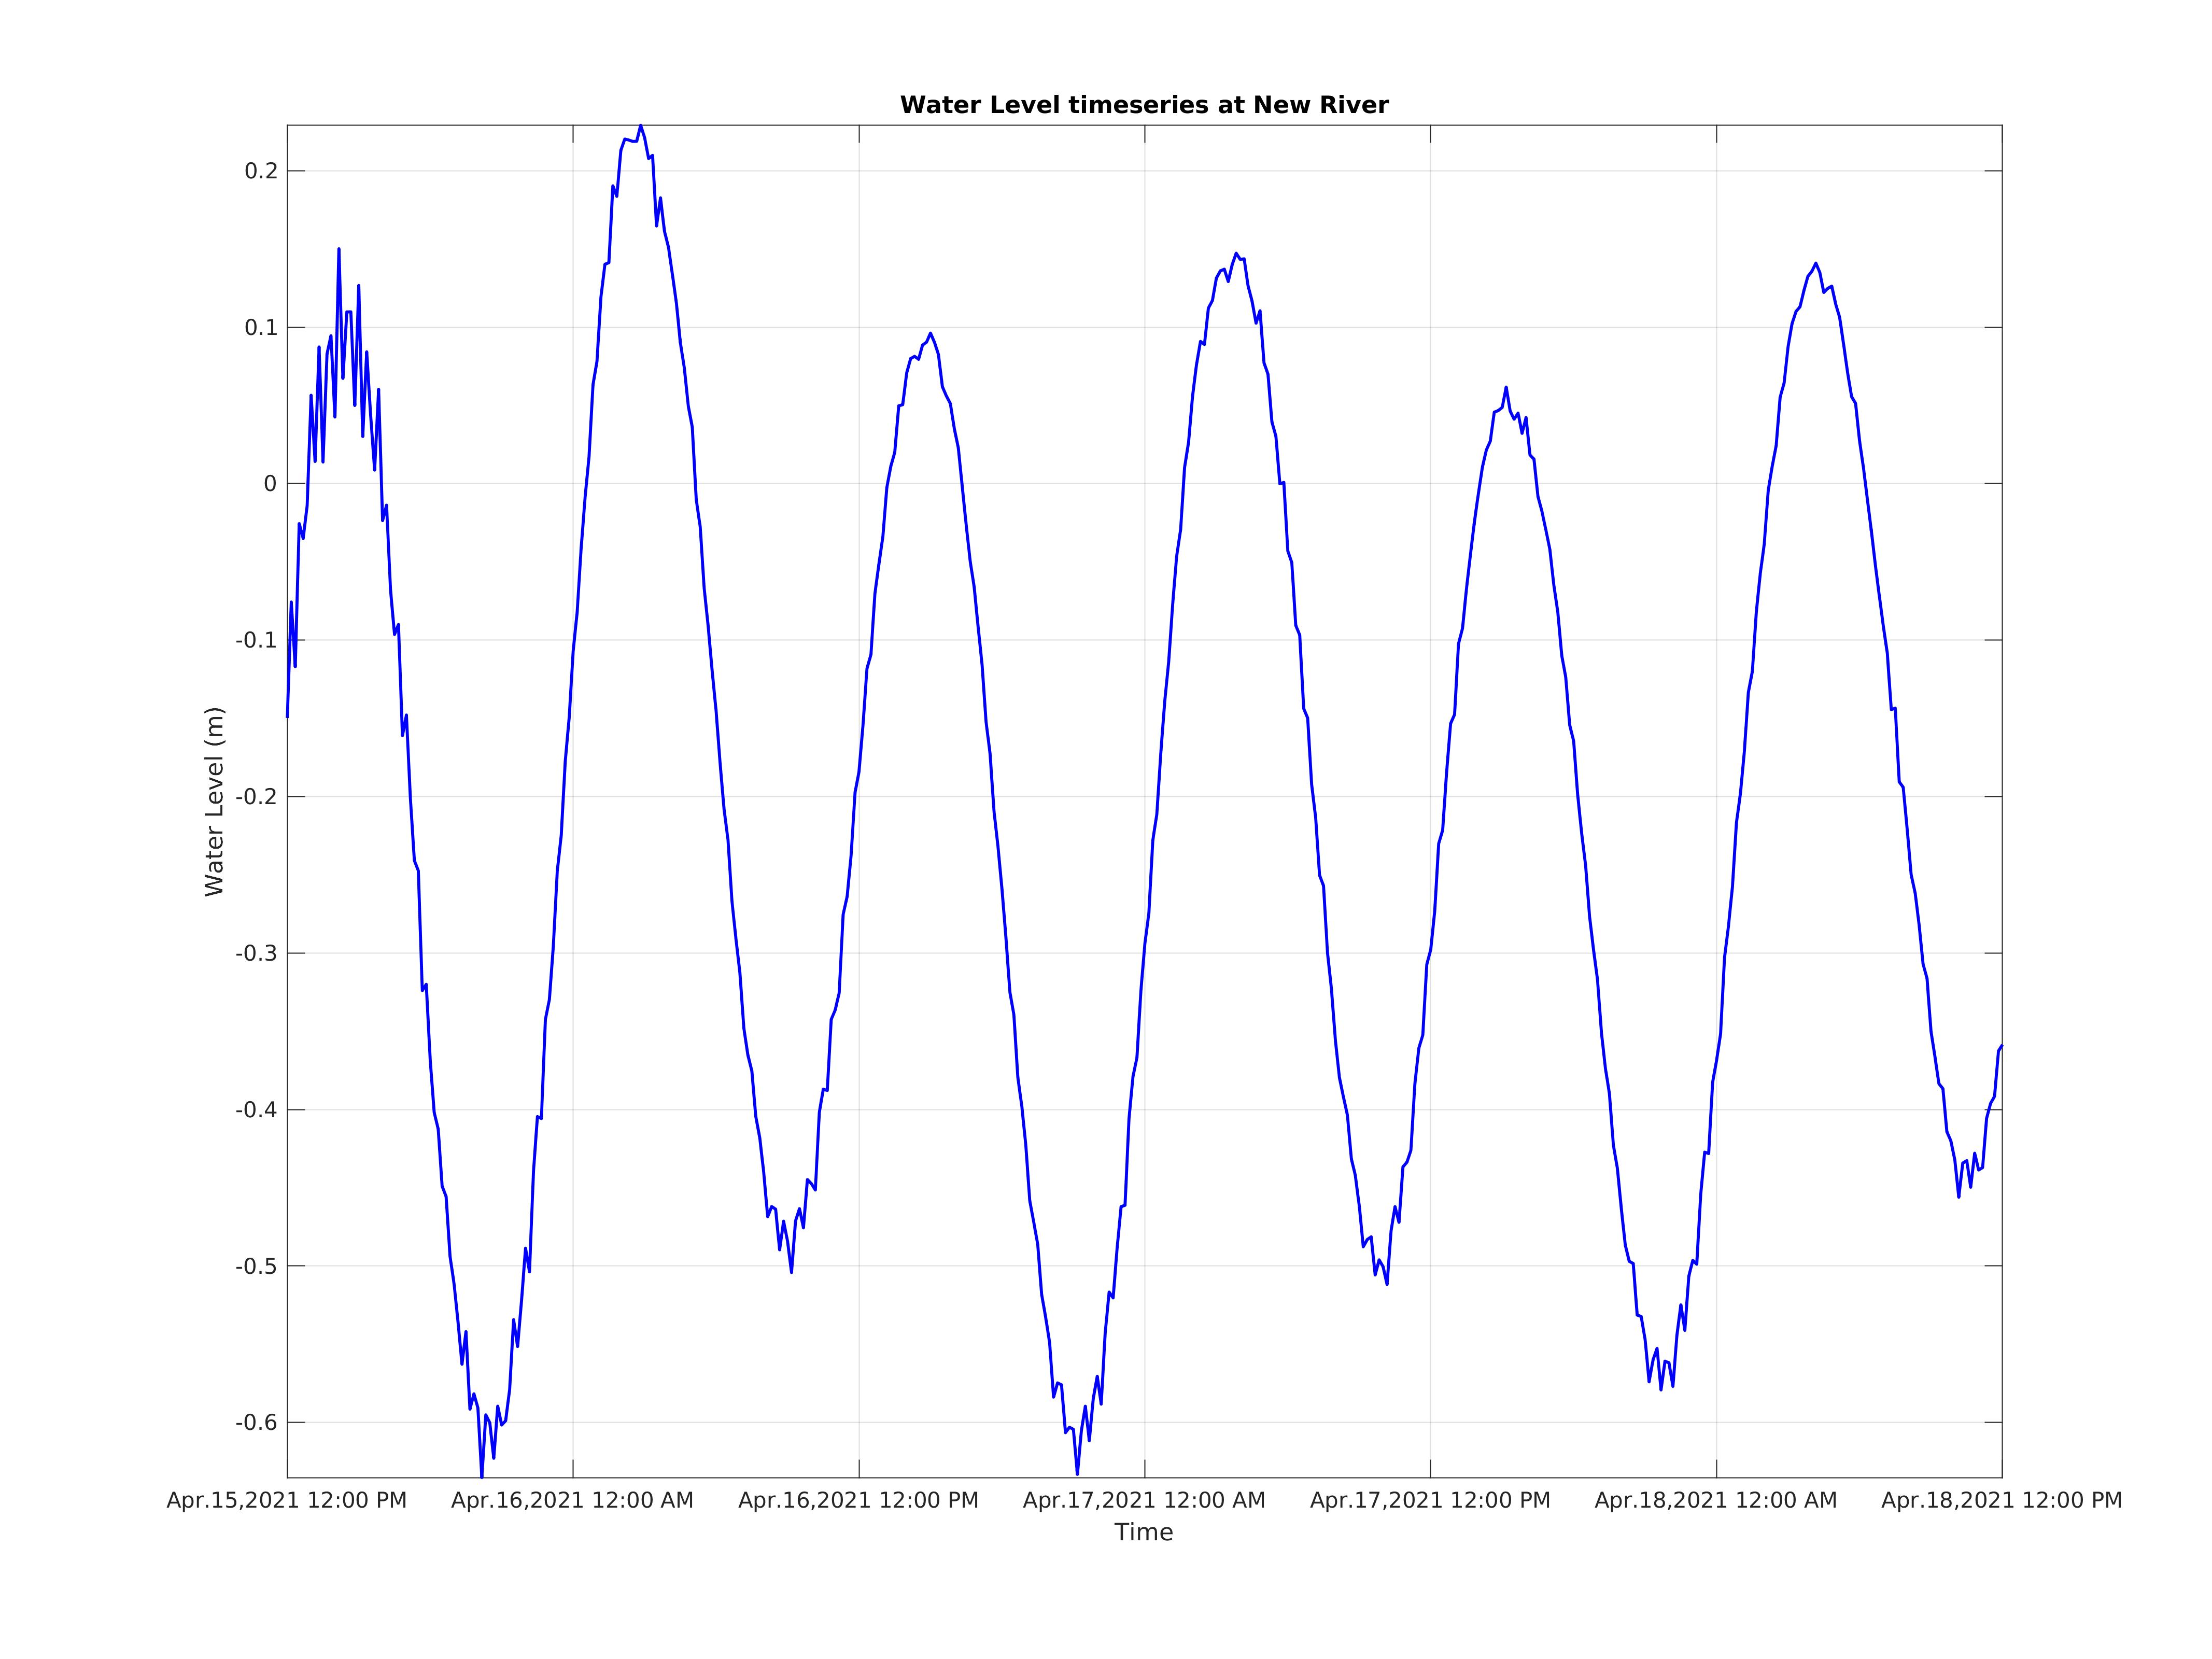 Water Level timeseries at New River
0.2
0.1
0
-0.1
-0.2
-0.3
-0.4
-0.5
-0.6
Water Level (m)
Apr.15,2021 12:00 PM Apr.16,2021 12:00 AM Apr.16,2021 12:00 PM Apr.17,2021 12:00 AM Apr.17,2021 12:00 PM Apr.18,2021 12:00 AM Apr.18,2021 12:00 PM
Time